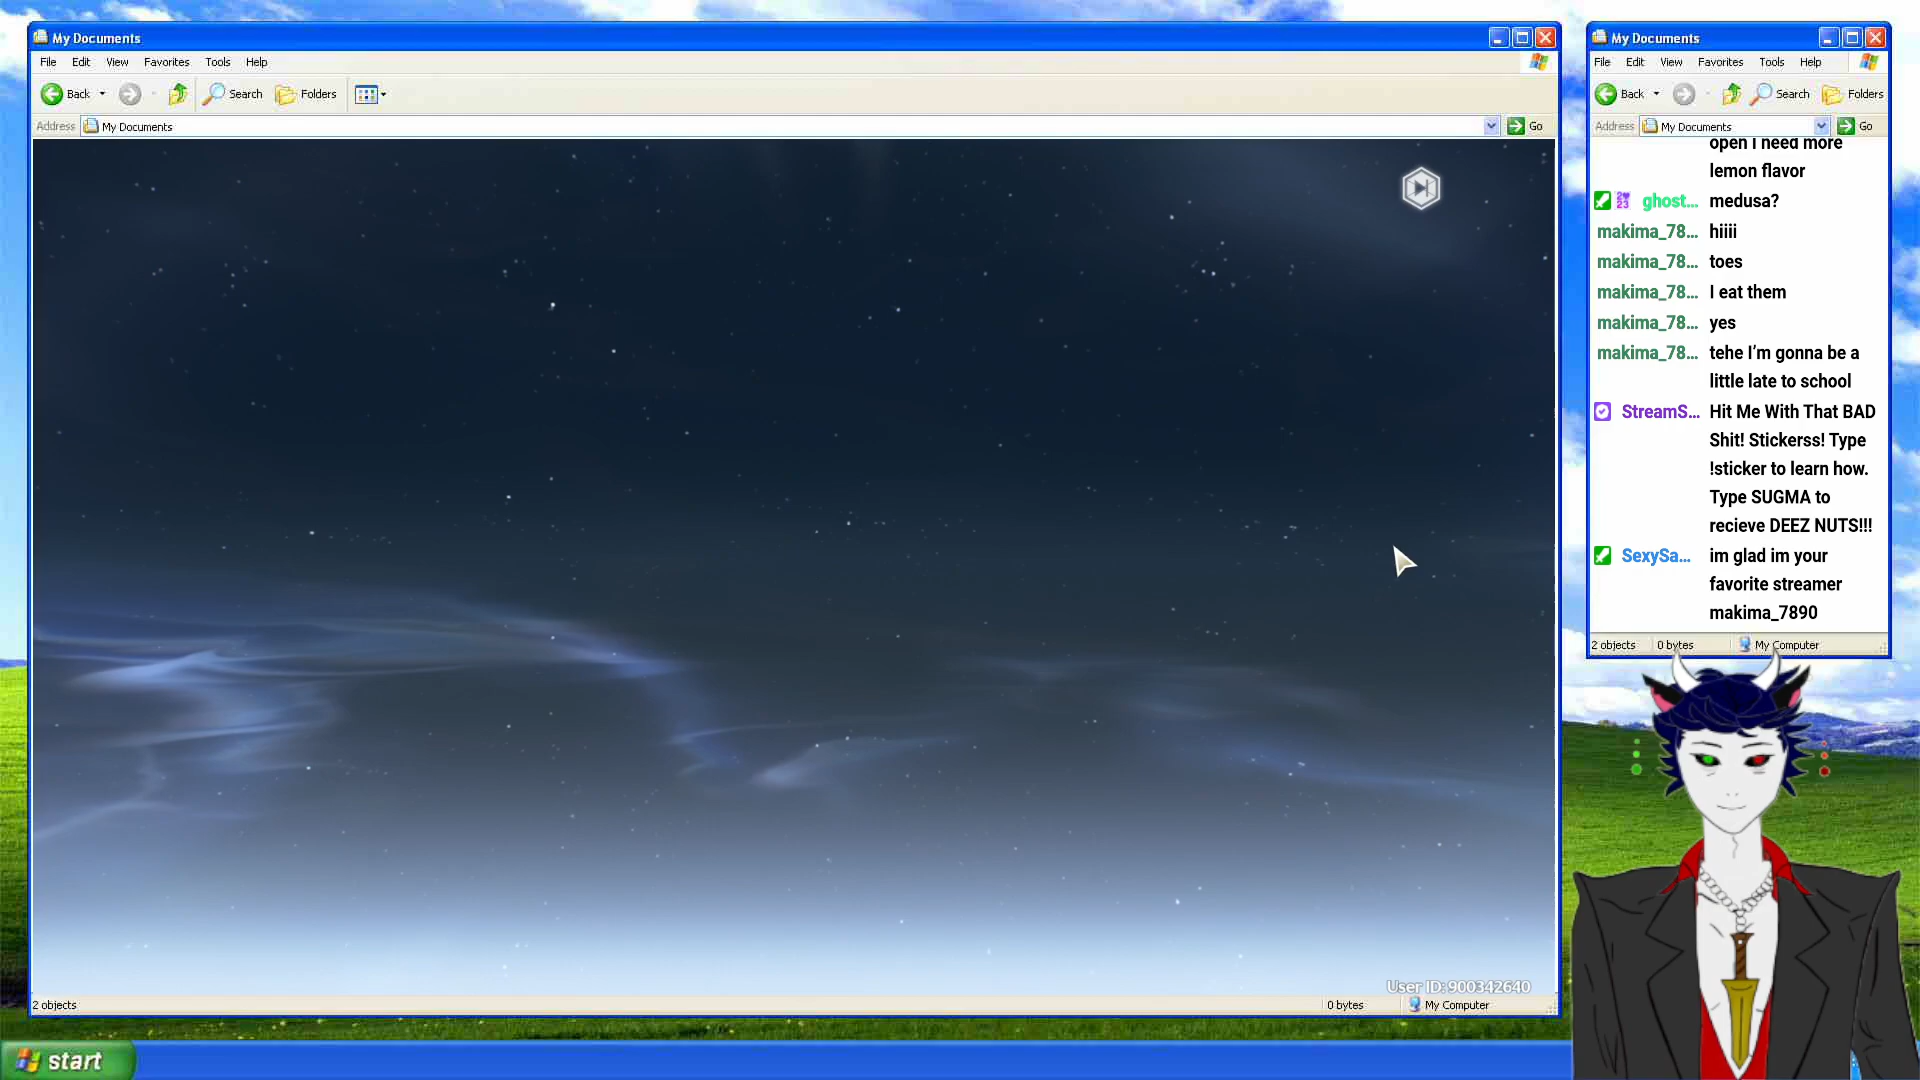 My Documents
File Edit View Favorites Tools Help
Back Search Folders
Address My Documents Go
User ID:900342640
2 objects 0 bytes My Computer
My Documents
File Edit View Favorites Tools Help
Back Search Folders
Address My Documents Go
open I need more
lemon flavor
ghost... medusa?
makima_78... hiiii
makima_78... toes
makima_78... I eat them
makima_78... yes
makima_78... tehe I'm gonna be a
little late to school
StreamS... Hit Me With That BAD
Shit! Stickerss! Type
!sticker to learn how.
Type SUGMA to
recieve DEEZ NUTS!!!
SexySa... im glad im your
favorite streamer
makima_7890
2 objects 0 bytes My Computer
start